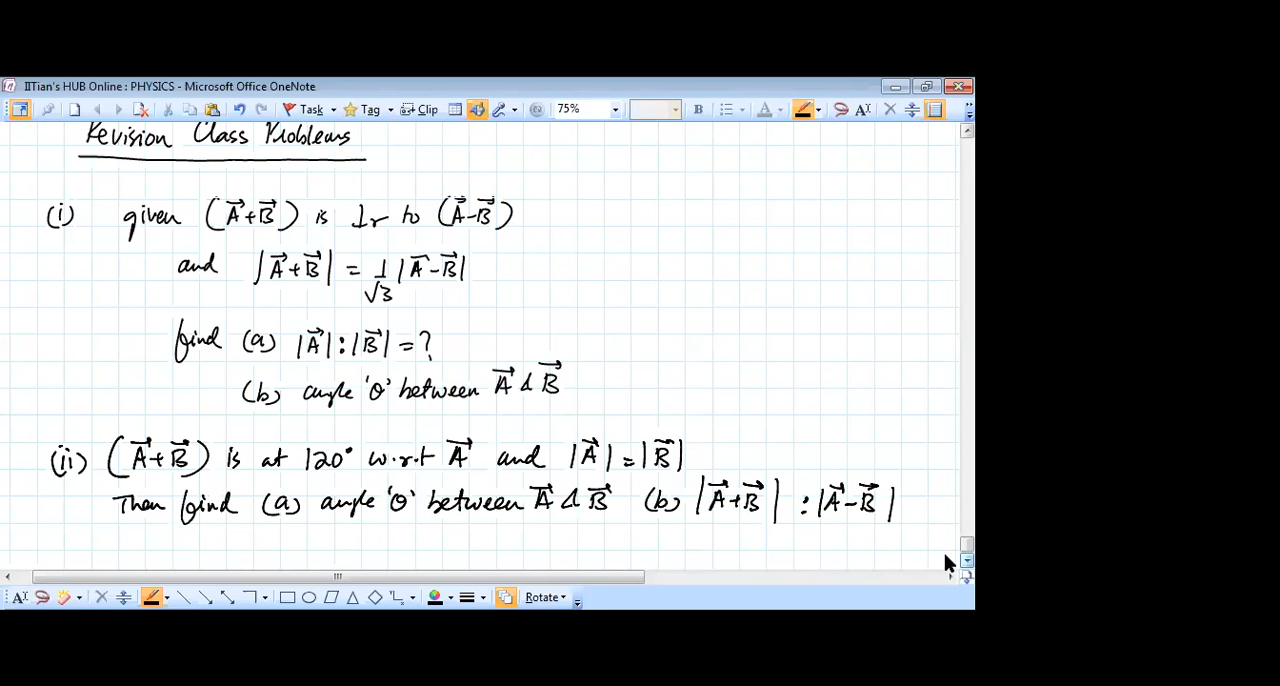 IITian's HUB Online : PHYSICS - Microsoft Office OneNote
Task Tag Clip 75% B A A
Revision Class Problems
(i) given (A⃗+B⃗) is ⊥r to (A⃗-B⃗)
and |A⃗+B⃗| = 1/√3 |A⃗-B⃗|
find (a) |A⃗| : |B⃗| = ?
(b) angle 'θ' between A⃗ & B⃗
(ii) (A⃗+B⃗) is at 120° w.r.t A⃗ and |A⃗| = |B⃗|
Then find (a) angle 'θ' between A⃗ & B⃗ (b) |A⃗+B⃗| : |A⃗-B⃗|
A Rotate